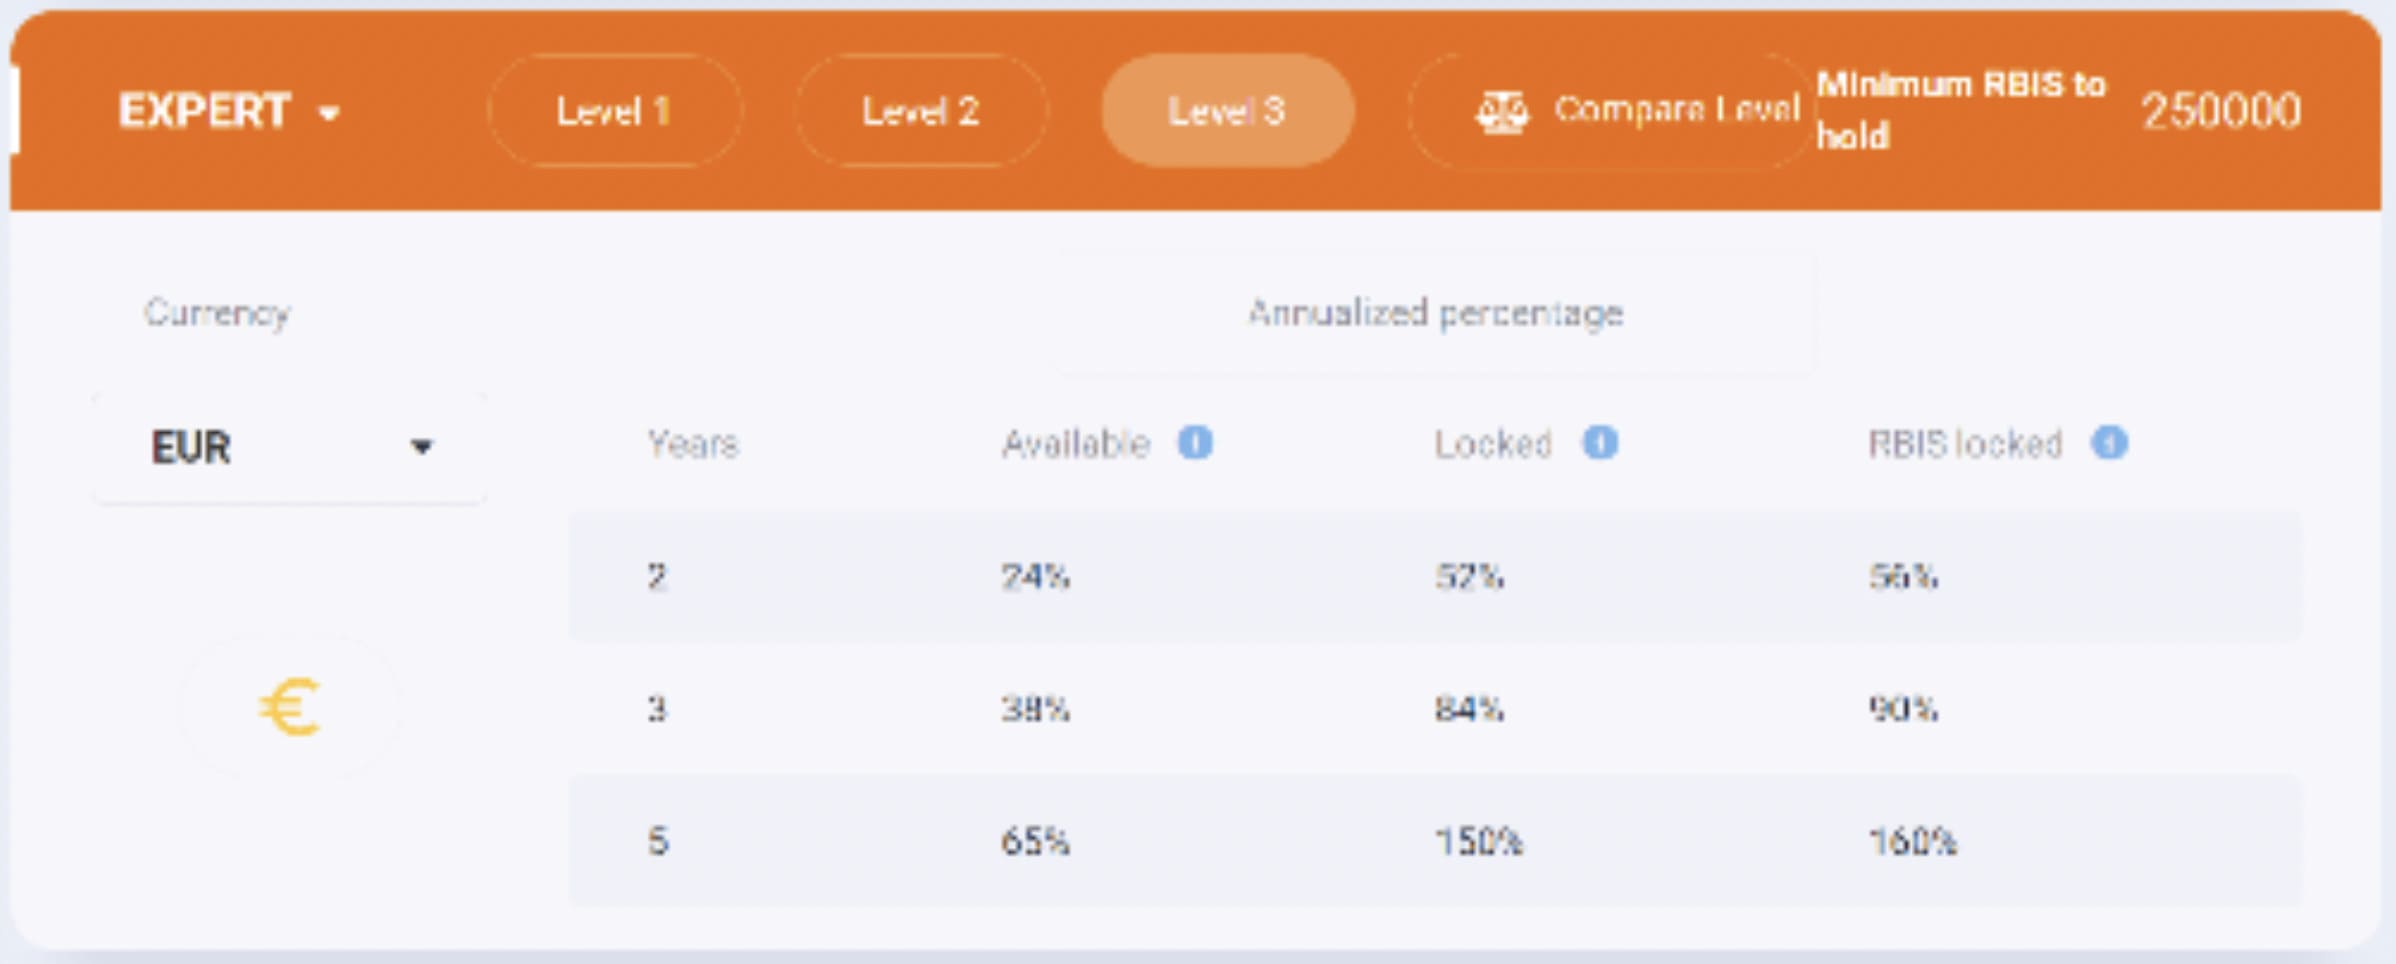 EXPERT Level 1 Level 2 Level 3 Compare Level Minimum RBIS to hold 250000
Currency Annualized percentage
EUR Years Available Locked RBIS locked
2 24% 52% 56%
€ 3 38% 84% 90%
5 65% 150% 160%